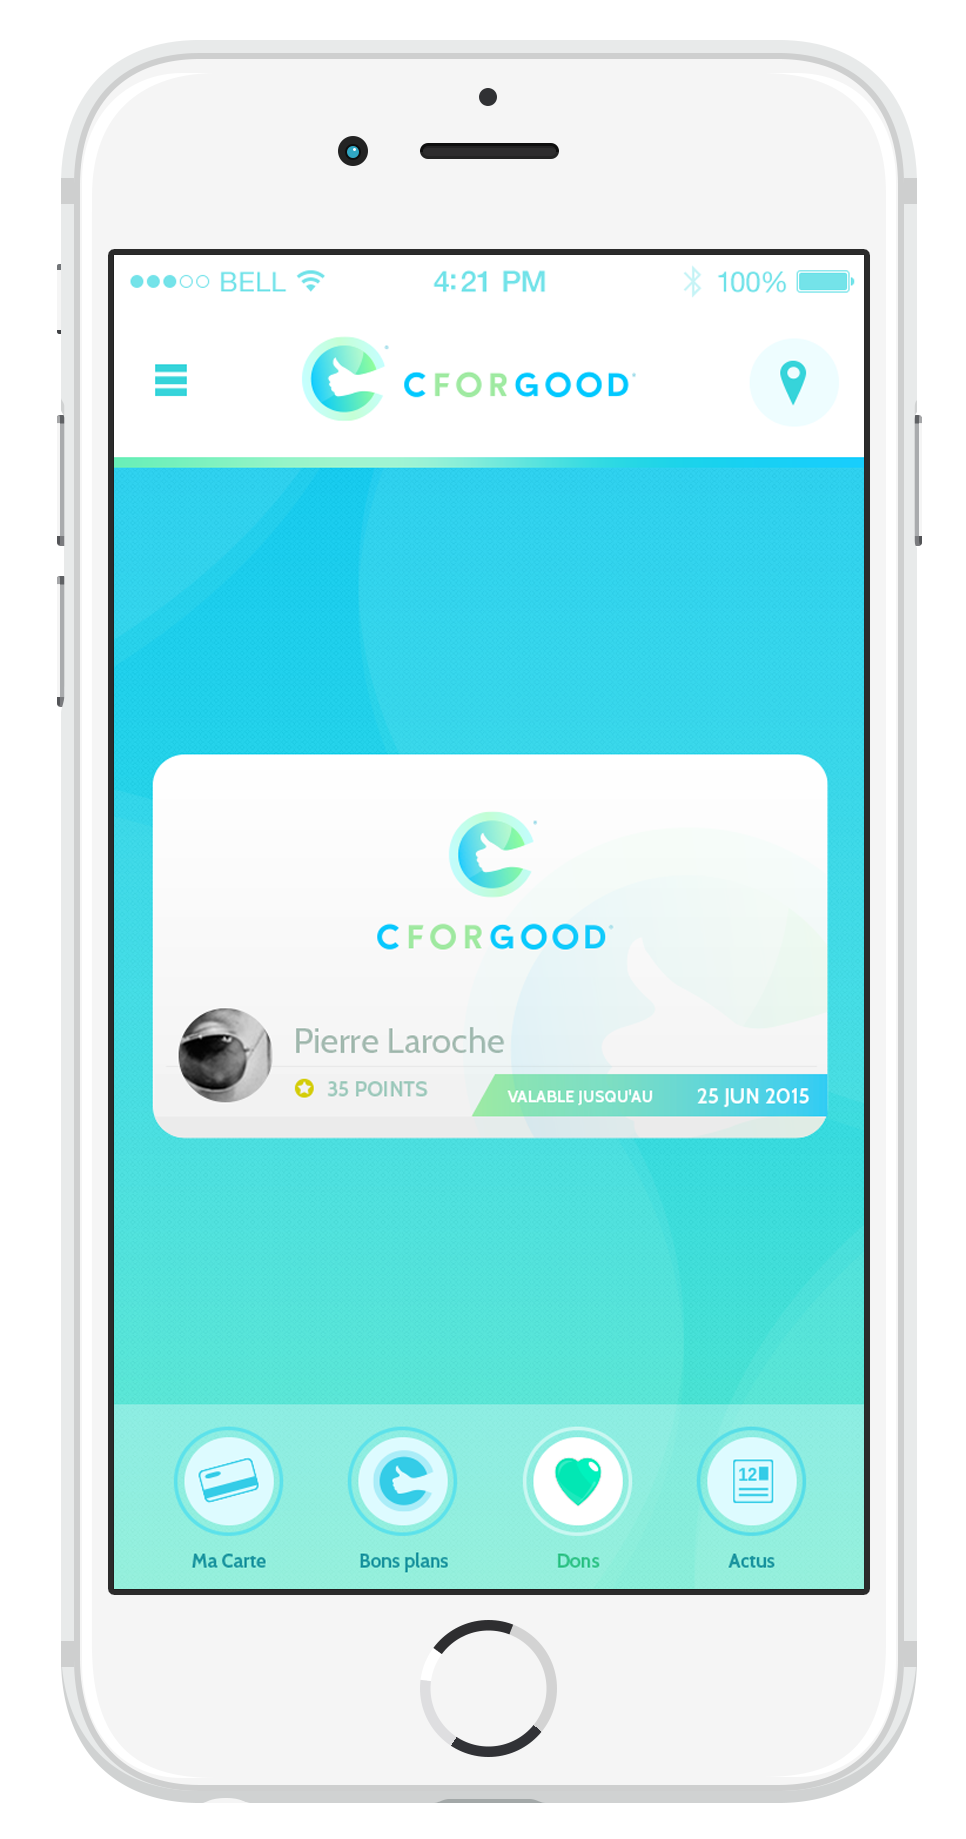 BELL 4:21 PM 100%
CFORGOOD
CFORGOOD
Pierre Laroche
35 POINTS
VALABLE JUSQU'AU 25 JUN 2015
12
Ma Carte Bons plans Dons Actus